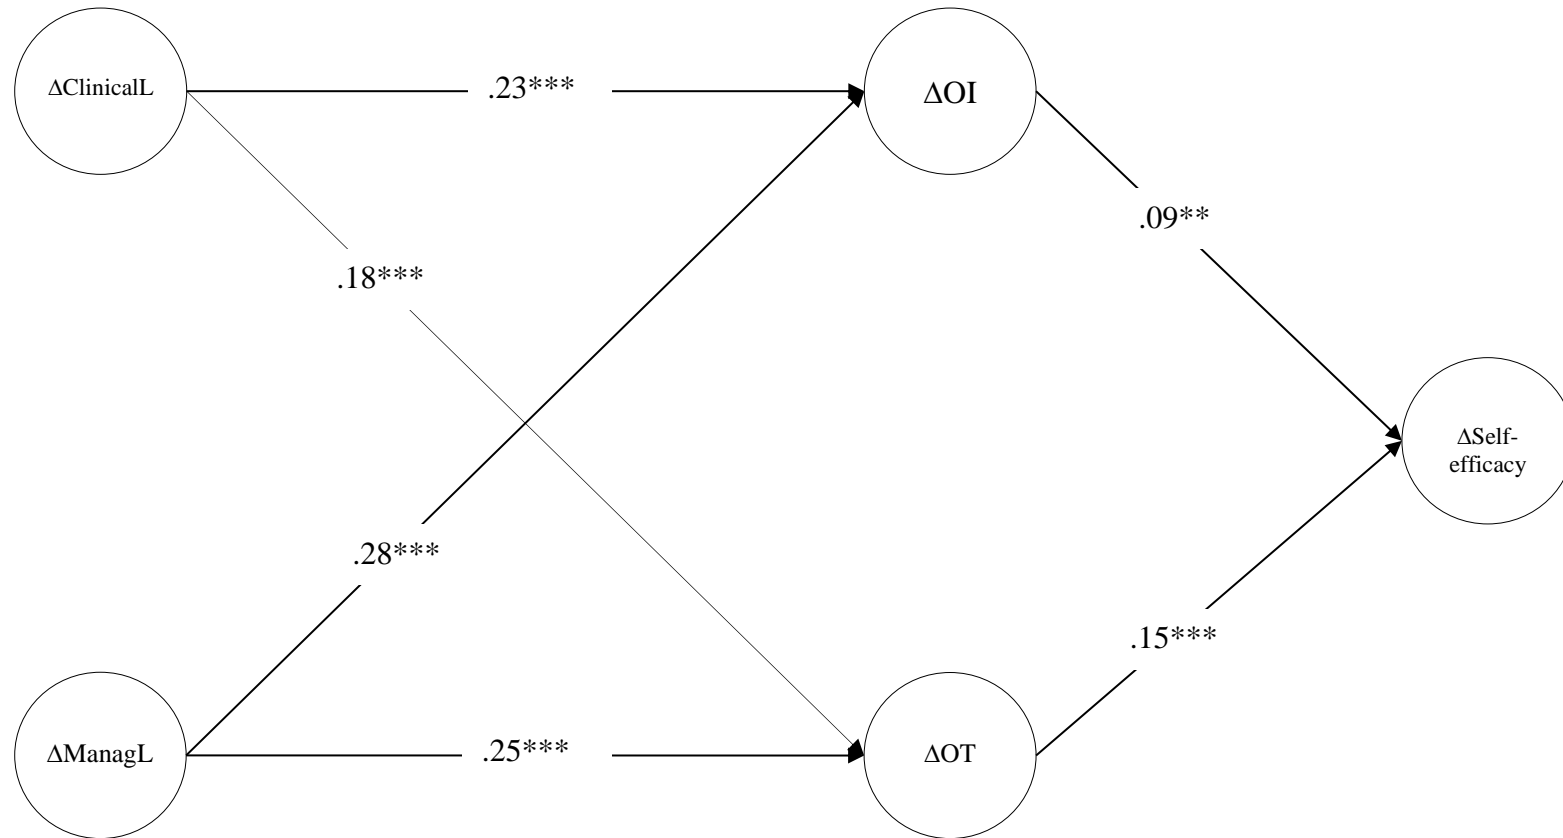 ΔClinicalL
.23***
ΔOI
.09**
.18***
ΔSelf-
efficacy
.28***
.15***
ΔManagL
.25***
ΔOT